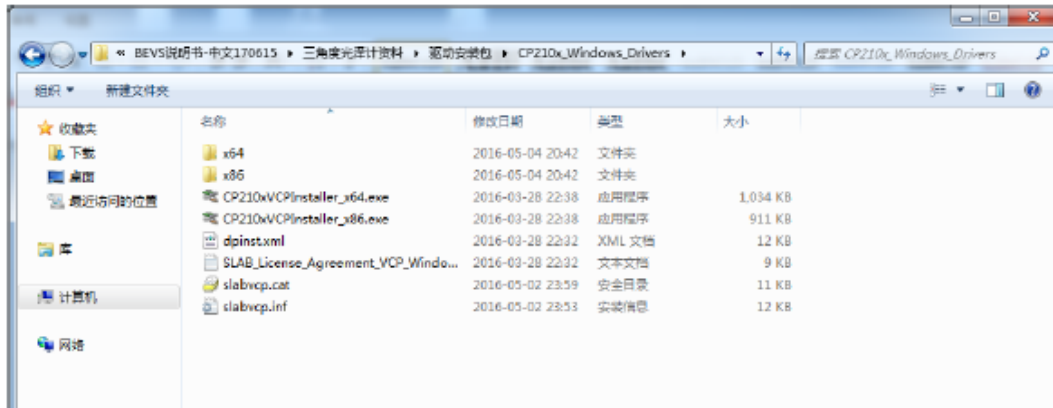 « BEVS说明书-中文170615 ▸ 三角度光泽计资料 ▸ 驱动安装包 ▸ CP210x_Windows_Drivers ▸
搜索 CP210x_Windows_Drivers
组织 新建文件夹
名称 修改日期 类型 大小
收藏夹
下载
桌面
最近访问的位置
库
计算机
网络
x64 2016-05-04 20:42 文件夹
x86 2016-05-04 20:42 文件夹
CP210xVCPInstaller_x64.exe 2016-03-28 22:38 应用程序 1,034 KB
CP210xVCPInstaller_x86.exe 2016-03-28 22:38 应用程序 911 KB
dpinst.xml 2016-03-28 22:32 XML 文档 12 KB
SLAB_License_Agreement_VCP_Windo... 2016-03-28 22:32 文本文档 9 KB
slabvcp.cat 2016-05-02 23:59 安全目录 11 KB
slabvcp.inf 2016-05-02 23:53 安装信息 12 KB